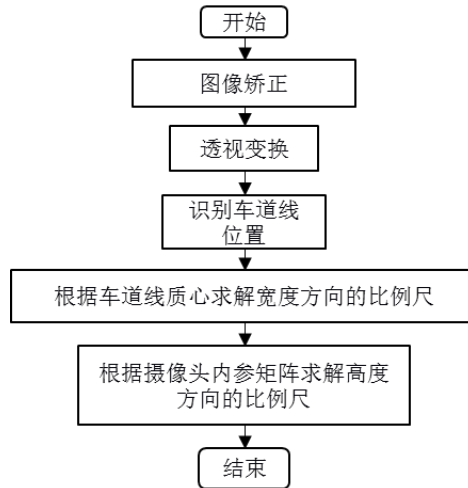 开始
图像矫正
透视变换
识别车道线
位置
根据车道线质心求解宽度方向的比例尺
根据摄像头内参矩阵求解高度
方向的比例尺
结束